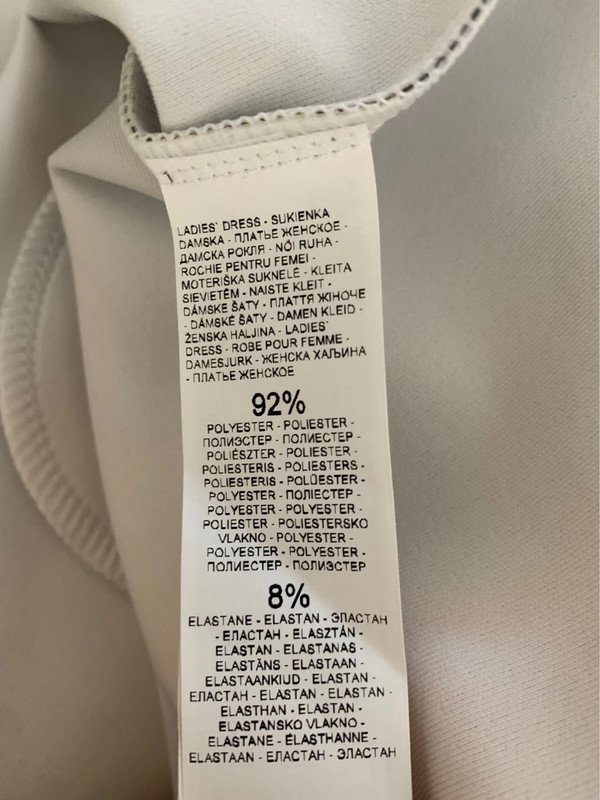 LADIES' DRESS - SUKIENKA
DAMSKA - ПЛАТЬЕ ЖЕНСКОЕ -
ДАМСКА РОКЛЯ - NŐI RUHA -
ROCHIE PENTRU FEMEI -
MOTERIŠKA SUKNELĖ - KLEITA
SIEVIETĒM - NAISTE KLEIT -
DÁMSKE ŠATY - ПЛАТТЯ ЖІНОЧЕ
- DÁMSKÉ ŠATY - DAMEN KLEID -
ŽENSKA HALJINA - LADIES'
DRESS - ROBE POUR FEMME -
DAMESJURK - ЖЕНСКА ХАЉИНА
- ПЛАТЬЕ ЖЕНСКОЕ
92%
POLYESTER - POLIESTER -
ПОЛИЭСТЕР - ПОЛИЕСТЕР -
POLIÉSZTER - POLIESTER -
POLIESTERIS - POLIESTERS -
POLIESTERIS - POLÜESTER -
POLYESTER - ПОЛІЕСТЕР -
POLYESTER - POLYESTER -
POLIESTER - POLIESTERSKO
VLAKNO - POLYESTER -
POLYESTER - POLYESTER -
ПОЛИЕСТЕР - ПОЛИЭСТЕР
8%
ELASTANE - ELASTAN - ЭЛАСТАН
- ЕЛАСТАН - ELASZTÁN -
ELASTAN - ELASTANAS -
ELASTĀNS - ELASTAAN -
ELASTAANKIUD - ELASTAN -
ЕЛАСТАН - ELASTAN - ELASTAN -
ELASTHAN - ELASTAN -
ELASTANSKO VLAKNO -
ELASTANE - ÉLASTHANNE -
ELASTAAN - ЕЛАСТАН - ЭЛАСТАН